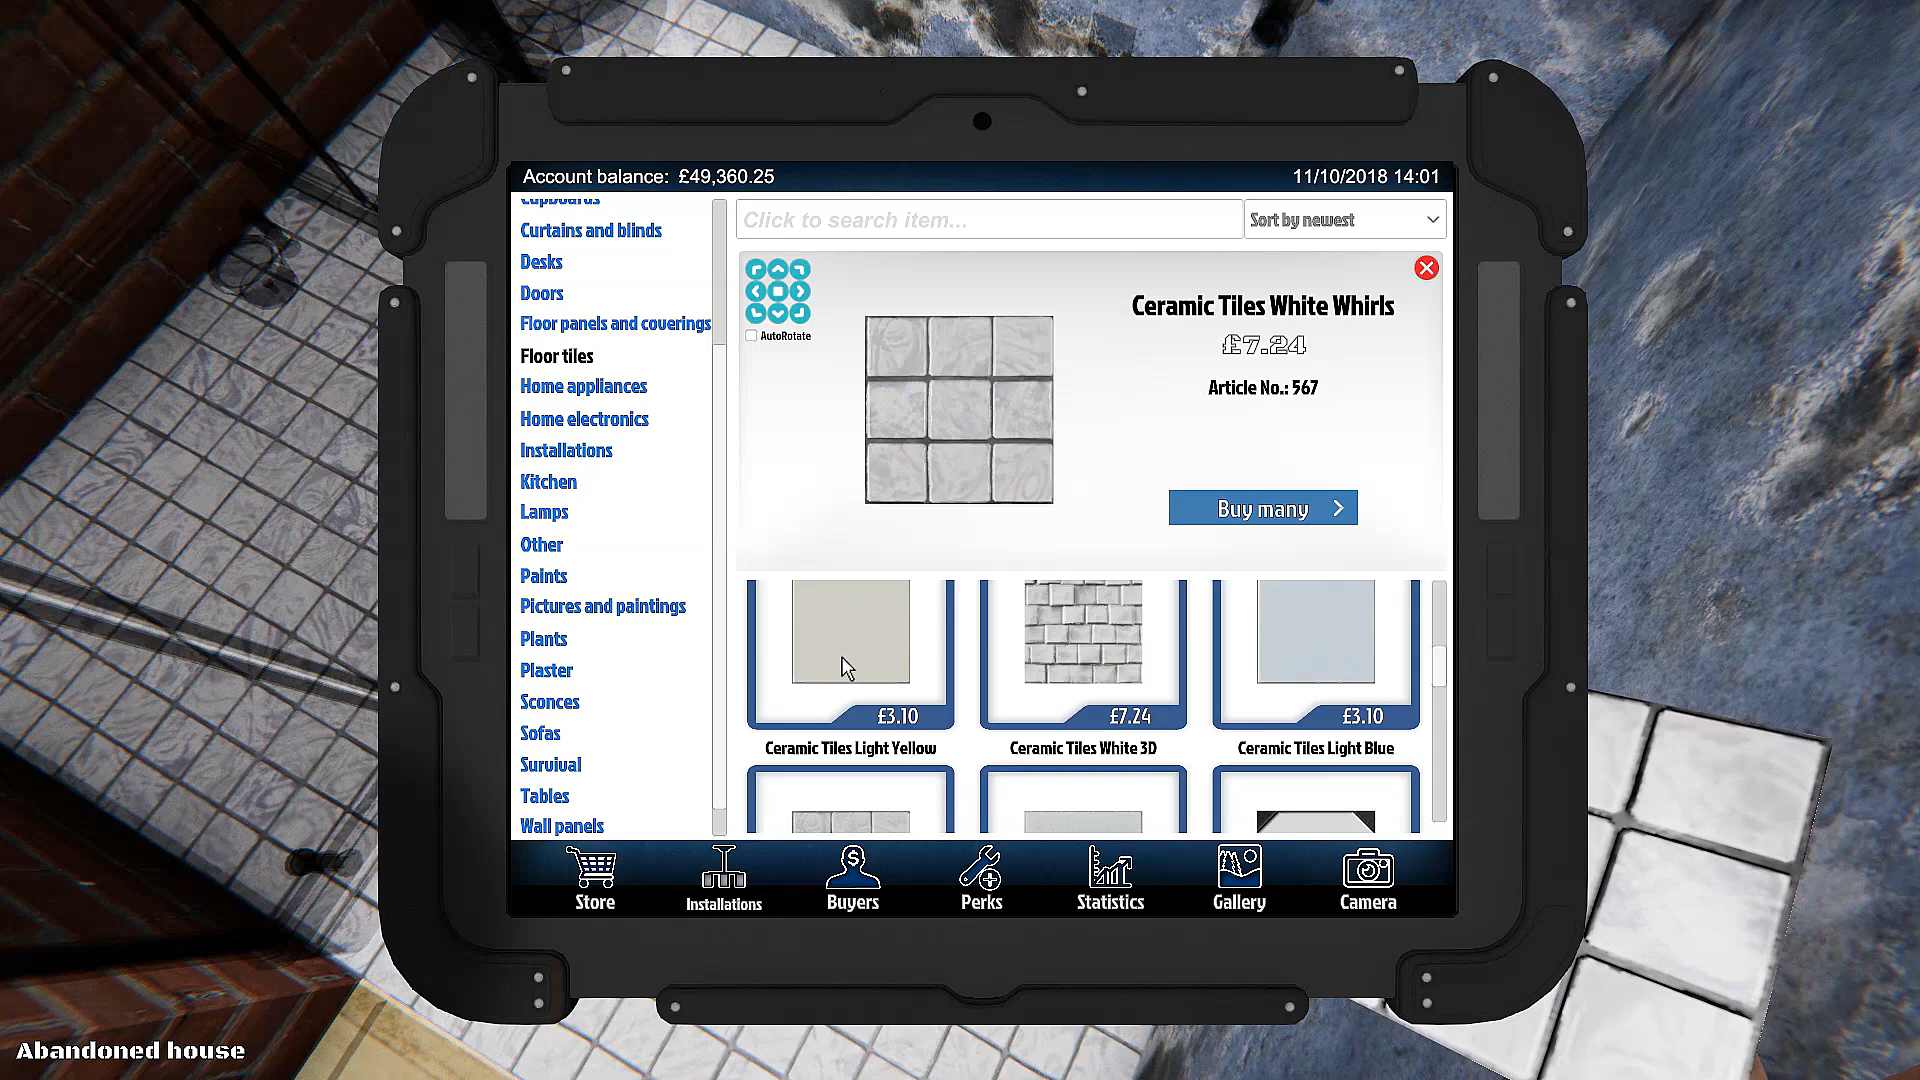 Account balance: £49,360.25
11/10/2018 14:01
Cupboards
Curtains and blinds
Desks
Doors
Floor panels and coverings
Floor tiles
Home appliances
Home electronics
Installations
Kitchen
Lamps
Other
Paints
Pictures and paintings
Plants
Plaster
Sconces
Sofas
Survival
Tables
Wall panels
Click to search item...
Sort by newest
AutoRotate
Ceramic Tiles White Whirls
£7.24
Article No.: 567
Buy many
£3.10
£7.24
£3.10
Ceramic Tiles Light Yellow
Ceramic Tiles White 3D
Ceramic Tiles Light Blue
Store
Installations
Buyers
Perks
Statistics
Gallery
Camera
Abandoned house